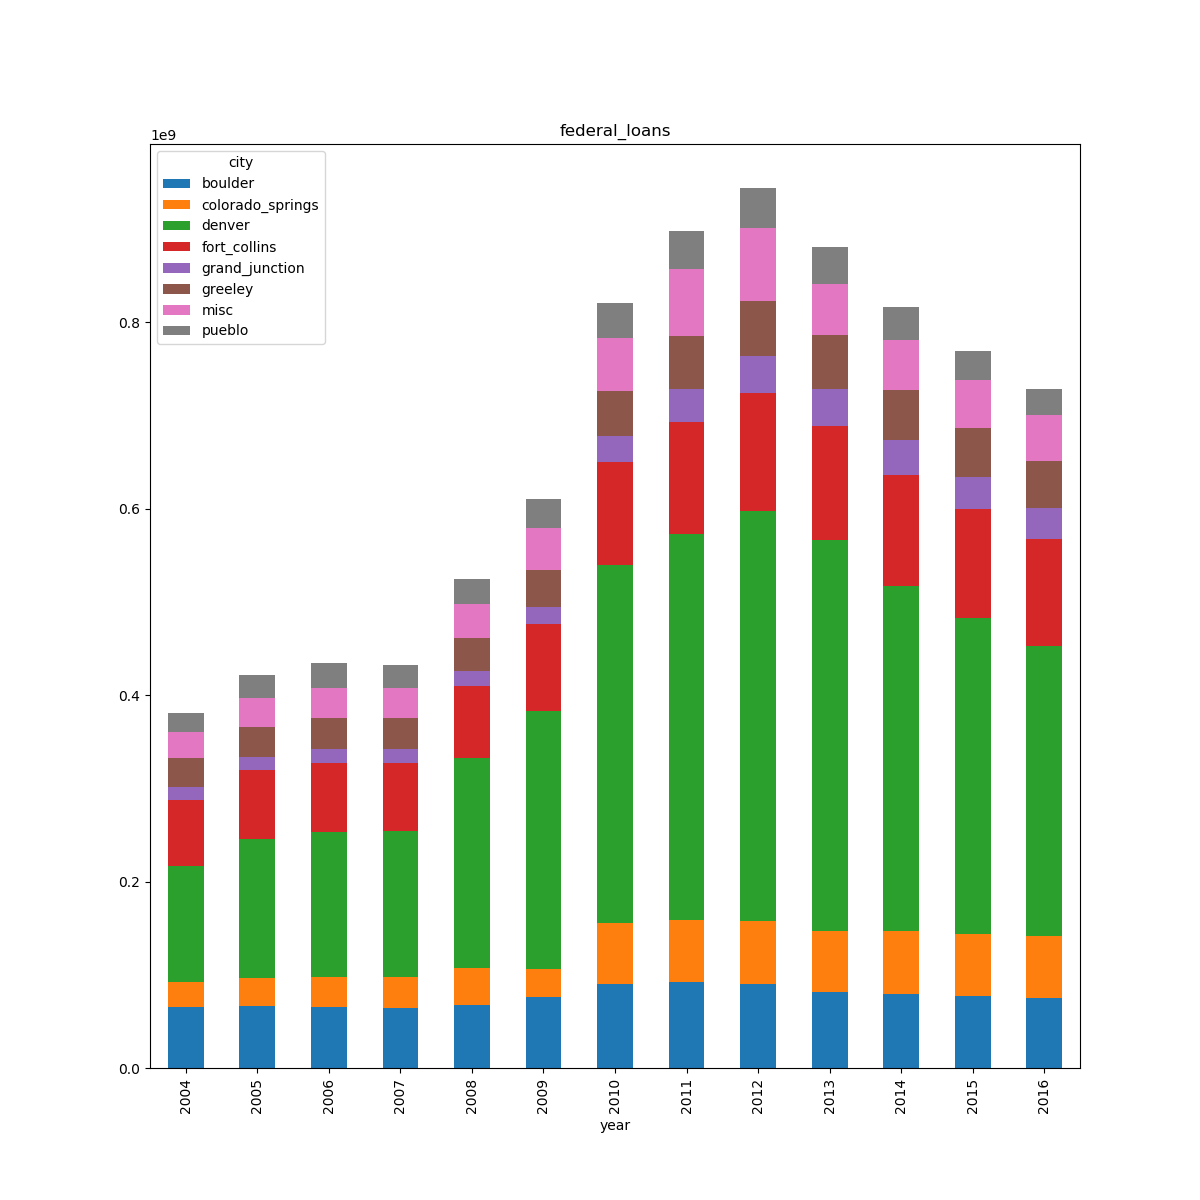 federal_loans
1e9
city
boulder
colorado_springs
denver
fort_collins
grand_junction
greeley
misc
pueblo
0.8
0.6
0.4
0.2
0.0
2004 2005 2006 2007 2008 2009 2010 2011 2012 2013 2014 2015 2016
year